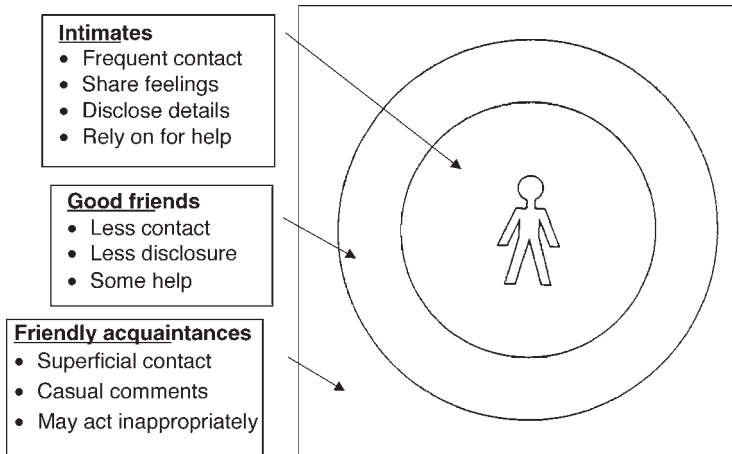 Intimates
• Frequent contact
• Share feelings
• Disclose details
• Rely on for help
Good friends
• Less contact
• Less disclosure
• Some help
Friendly acquaintances
• Superficial contact
• Casual comments
• May act inappropriately